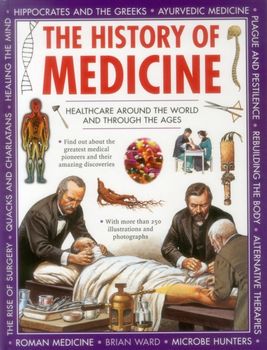 HIPPOCRATES AND THE GREEKS • AYURVEDIC MEDICINE •
PLAGUE AND PESTILENCE • REBUILDING THE BODY • ALTERNATIVE THERAPIES
THE RISE OF SURGERY • QUACKS AND CHARLATANS • HEALING THE MIND
THE HISTORY OF
MEDICINE
HEALTHCARE AROUND THE WORLD
AND THROUGH THE AGES
• Find out about the
greatest medical
pioneers and their
amazing discoveries
• With more than 250
illustrations and
photographs
ROMAN MEDICINE • BRIAN WARD • MICROBE HUNTERS •